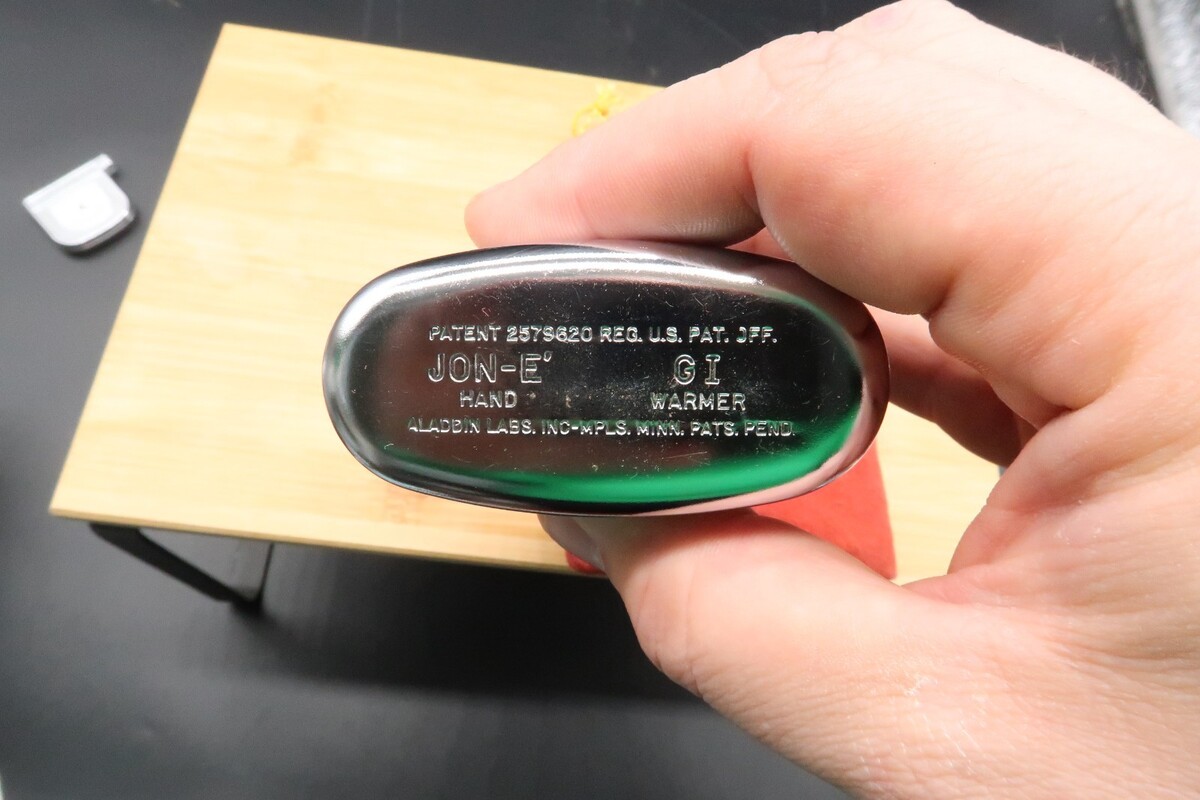 PATENT 2579620 REG. U.S. PAT. OFF.
JON-E' GI
HAND WARMER
ALADDIN LABS. INC-MPLS. MINN. PATS. PEND.